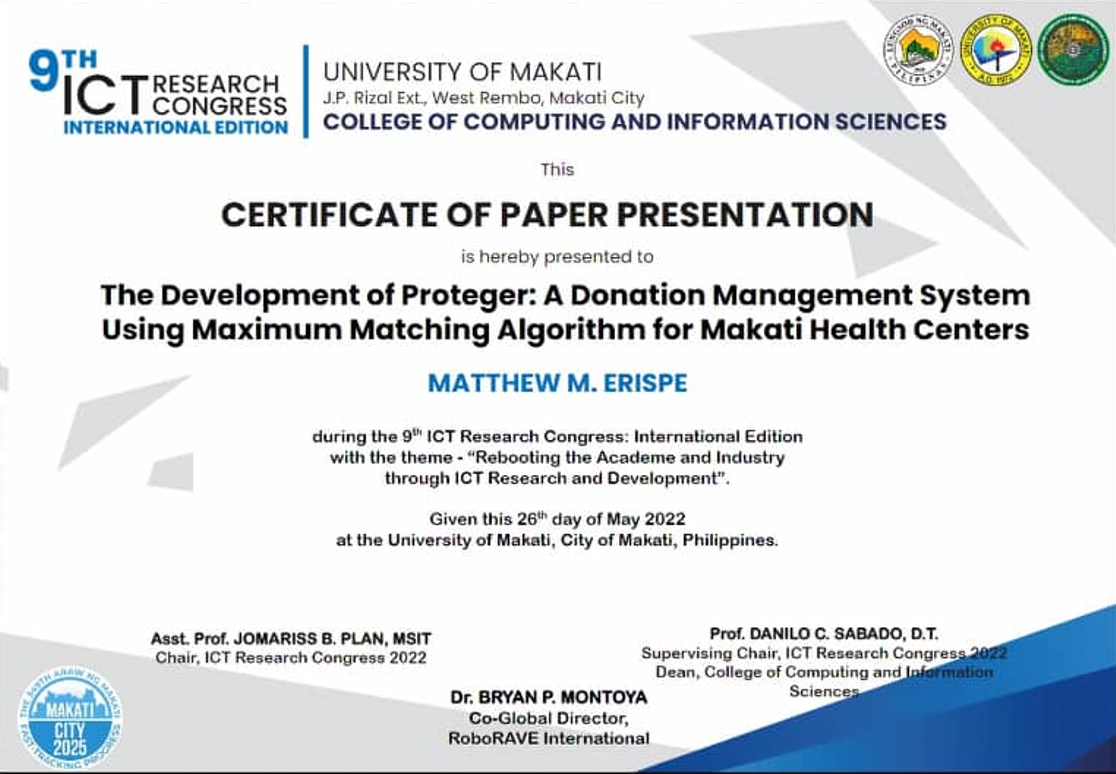 9TH
ICT RESEARCH CONGRESS
INTERNATIONAL EDITION
UNIVERSITY OF MAKATI
J.P. Rizal Ext., West Rembo, Makati City
COLLEGE OF COMPUTING AND INFORMATION SCIENCES
LUNGSOD NG MAKATI
PILIPINAS
UNIVERSITY OF MAKATI
A.D. 1972
This
CERTIFICATE OF PAPER PRESENTATION
is hereby presented to
The Development of Proteger: A Donation Management System
Using Maximum Matching Algorithm for Makati Health Centers
MATTHEW M. ERISPE
during the 9th ICT Research Congress: International Edition
with the theme - “Rebooting the Academe and Industry
through ICT Research and Development”.
Given this 26th day of May 2022
at the University of Makati, City of Makati, Philippines.
Asst. Prof. JOMARISS B. PLAN, MSIT
Chair, ICT Research Congress 2022
Prof. DANILO C. SABADO, D.T.
Supervising Chair, ICT Research Congress 2022
Dean, College of Computing and Information
Sciences
Dr. BRYAN P. MONTOYA
Co-Global Director,
RoboRAVE International
ARAW NG MAKATI
MAKATI
CITY
2025
FAST-TRACKING PROGRESS